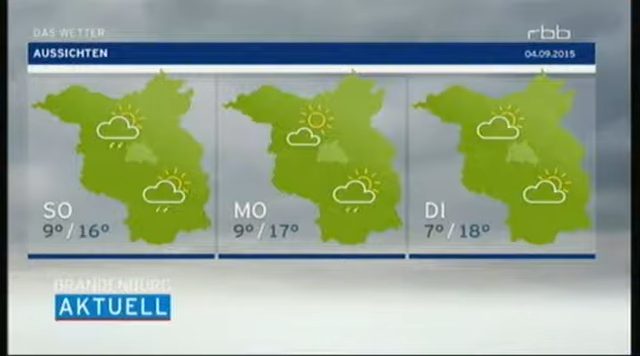 DAS WETTER
rbb
AUSSICHTEN
04.09.2015
SO
9°/16°
MO
9°/17°
DI
7°/18°
BRANDENBURG
AKTUELL